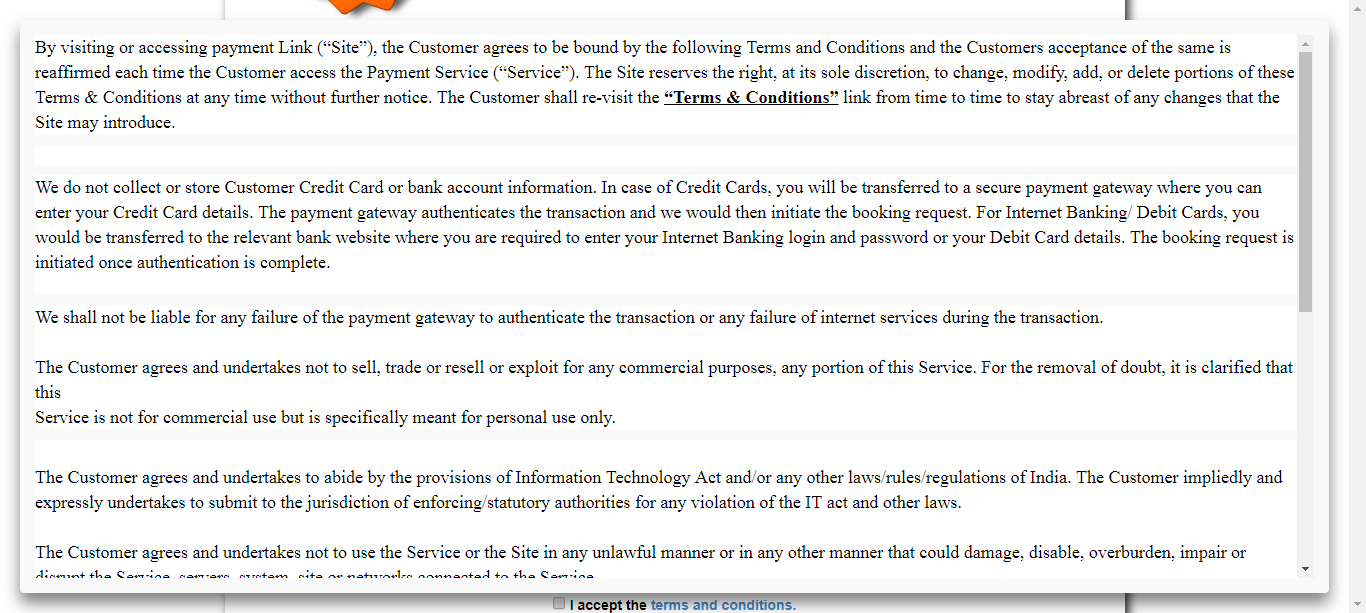 By visiting or accessing payment Link (“Site”), the Customer agrees to be bound by the following Terms and Conditions and the Customers acceptance of the same is
reaffirmed each time the Customer access the Payment Service (“Service”). The Site reserves the right, at its sole discretion, to change, modify, add, or delete portions of these
Terms & Conditions at any time without further notice. The Customer shall re-visit the “Terms & Conditions” link from time to time to stay abreast of any changes that the
Site may introduce.
We do not collect or store Customer Credit Card or bank account information. In case of Credit Cards, you will be transferred to a secure payment gateway where you can
enter your Credit Card details. The payment gateway authenticates the transaction and we would then initiate the booking request. For Internet Banking/ Debit Cards, you
would be transferred to the relevant bank website where you are required to enter your Internet Banking login and password or your Debit Card details. The booking request is
initiated once authentication is complete.
We shall not be liable for any failure of the payment gateway to authenticate the transaction or any failure of internet services during the transaction.
The Customer agrees and undertakes not to sell, trade or resell or exploit for any commercial purposes, any portion of this Service. For the removal of doubt, it is clarified that
this
Service is not for commercial use but is specifically meant for personal use only.
The Customer agrees and undertakes to abide by the provisions of Information Technology Act and/or any other laws/rules/regulations of India. The Customer impliedly and
expressly undertakes to submit to the jurisdiction of enforcing/statutory authorities for any violation of the IT act and other laws.
The Customer agrees and undertakes not to use the Service or the Site in any unlawful manner or in any other manner that could damage, disable, overburden, impair or
disrupt the Service, servers, system, site or networks connected to the Service
I accept the terms and conditions.